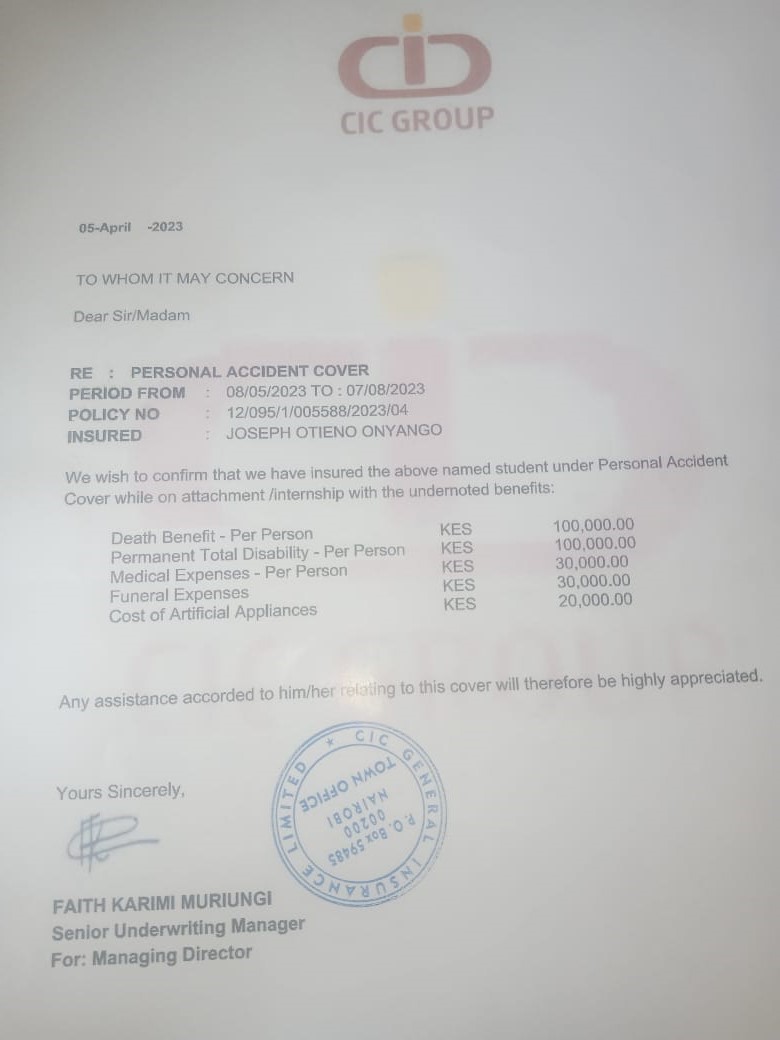 CIC GROUP
05-April -2023
TO WHOM IT MAY CONCERN
Dear Sir/Madam
RE : PERSONAL ACCIDENT COVER
PERIOD FROM : 08/05/2023 TO : 07/08/2023
POLICY NO : 12/095/1/005588/2023/04
INSURED : JOSEPH OTIENO ONYANGO
We wish to confirm that we have insured the above named student under Personal Accident
Cover while on attachment /internship with the undernoted benefits:
Death Benefit - Per Person KES 100,000.00
Permanent Total Disability - Per Person KES 100,000.00
Medical Expenses - Per Person KES 30,000.00
Funeral Expenses KES 30,000.00
Cost of Artificial Appliances KES 20,000.00
Any assistance accorded to him/her relating to this cover will therefore be highly appreciated.
Yours Sincerely,
CIC GENERAL INSURANCE LIMITED
TOWN OFFICE
NAIROBI
00200
P.O. Box 59485
FAITH KARIMI MURIUNGI
Senior Underwriting Manager
For: Managing Director